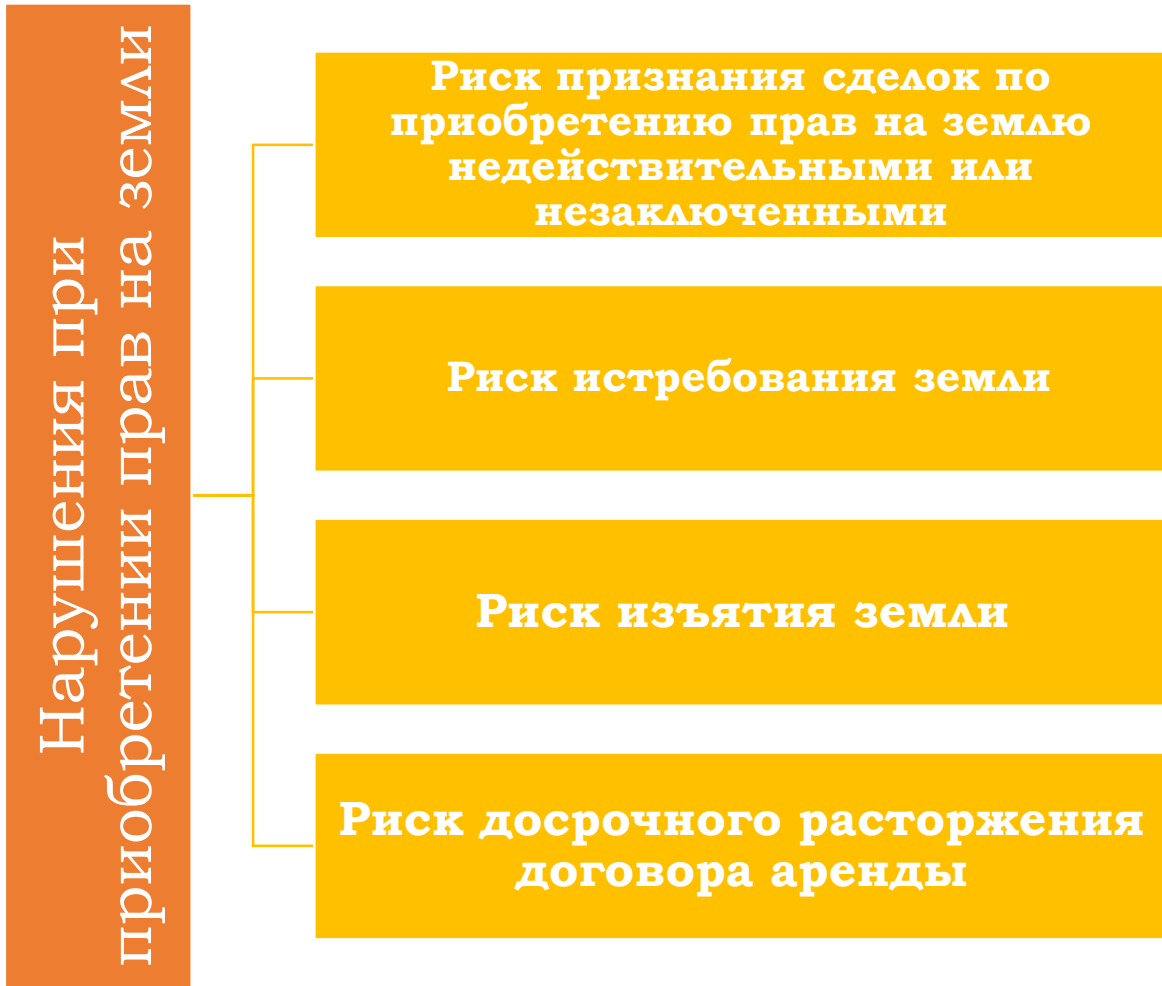 Нарушения при
приобретении прав на земли
Риск признания сделок по
приобретению прав на землю
недействительными или
незаключенными
Риск истребования земли
Риск изъятия земли
Риск досрочного расторжения
договора аренды